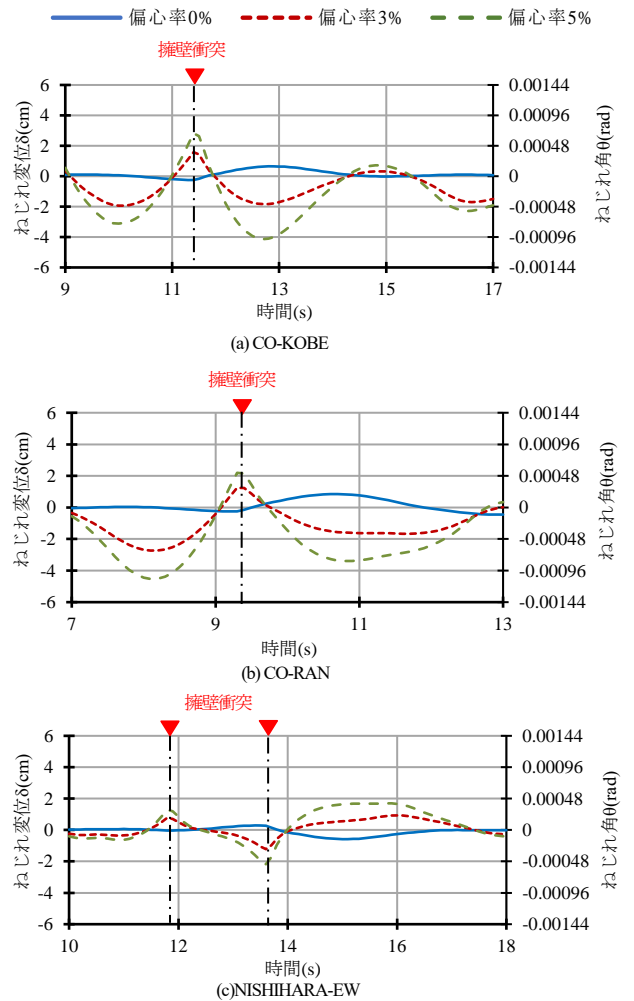 偏心率0% 偏心率3% 偏心率5%
擁壁衝突
ねじれ変位δ(cm)
6
4
2
0
-2
-4
-6
0.00144
0.00096
0.00048
0
-0.00048
-0.00096
-0.00144
ねじれ角θ(rad)
9 11 13 15 17
時間(s)
(a) CO-KOBE
擁壁衝突
ねじれ変位δ(cm)
6
4
2
0
-2
-4
-6
0.00144
0.00096
0.00048
0
-0.00048
-0.00096
-0.00144
ねじれ角θ(rad)
7 9 11 13
時間(s)
(b) CO-RAN
擁壁衝突
ねじれ変位δ(cm)
6
4
2
0
-2
-4
-6
0.00144
0.00096
0.00048
0
-0.00048
-0.00096
-0.00144
ねじれ角θ(rad)
10 12 14 16 18
時間(s)
(c)NISHIHARA-EW